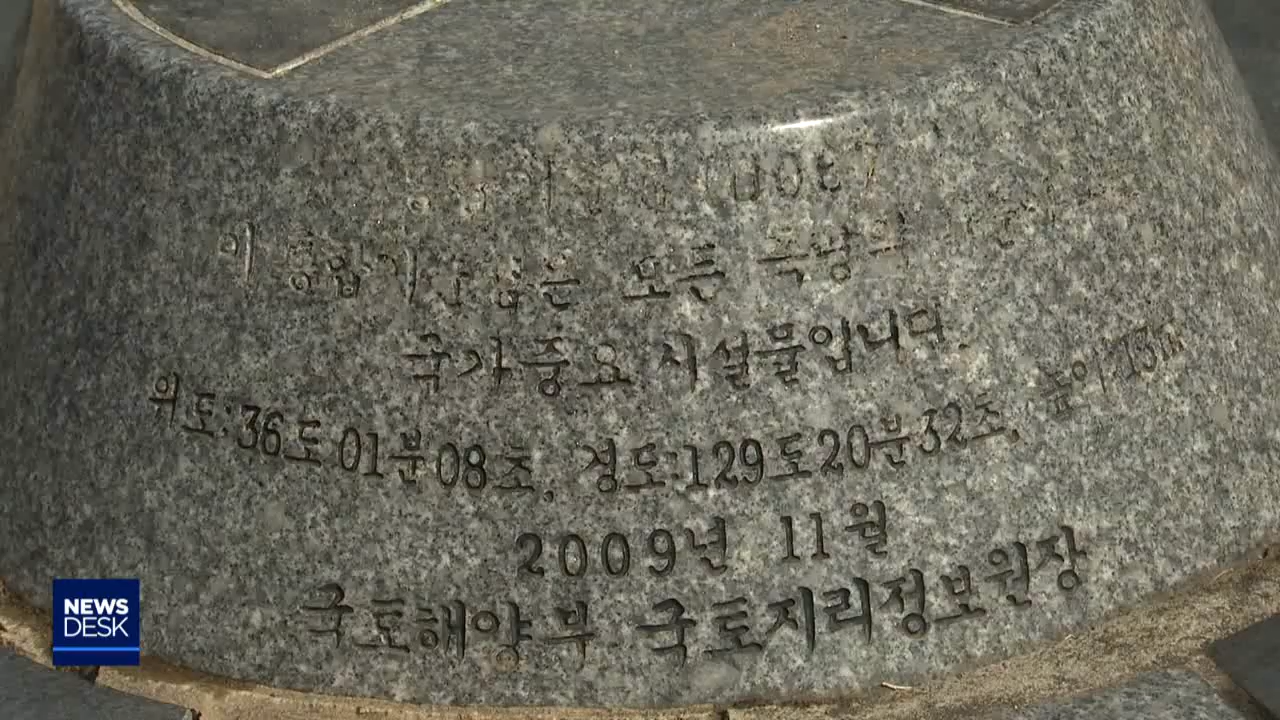 이 통합기준점은 모든 측량의
국가중요 시설물입니다.
위도:36도01분08초, 경도:129도20분32초, 높이:15m
2009년 11월
국토해양부 국토지리정보원장
NEWS
DESK